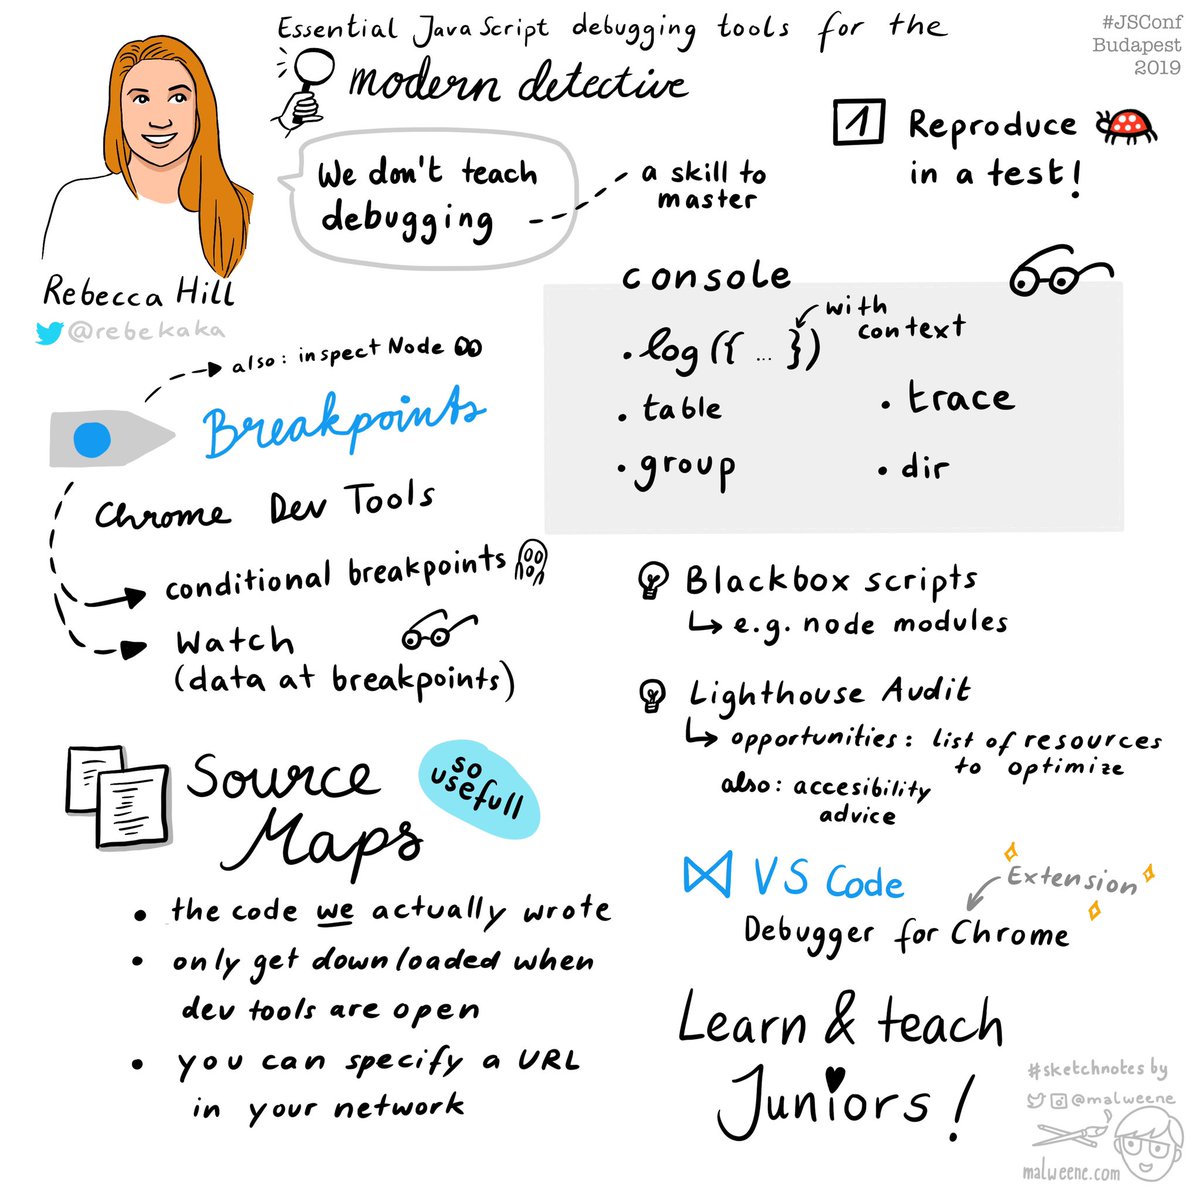 Essential JavaScript debugging tools for the
modern detective
#JSConf
Budapest
2019
We don't teach
debugging
a skill to
master
1 Reproduce
in a test!
Rebecca Hill
@rebekaka
console
with
context
• log ({ ... })
• table
• group
• trace
• dir
also: inspect Node
Breakpoints
Chrome Dev Tools
conditional breakpoints
Watch
(data at breakpoints)
Blackbox scripts
e.g. node modules
Lighthouse Audit
opportunities: list of resources
to optimize
also: accesibility
advice
Source
Maps
so
usefull
• the code we actually wrote
• only get downloaded when
dev tools are open
• you can specify a URL
in your network
VS Code
Extension
Debugger for Chrome
Learn & teach
Juniors!
#sketchnotes by
@malweene
malweene.com